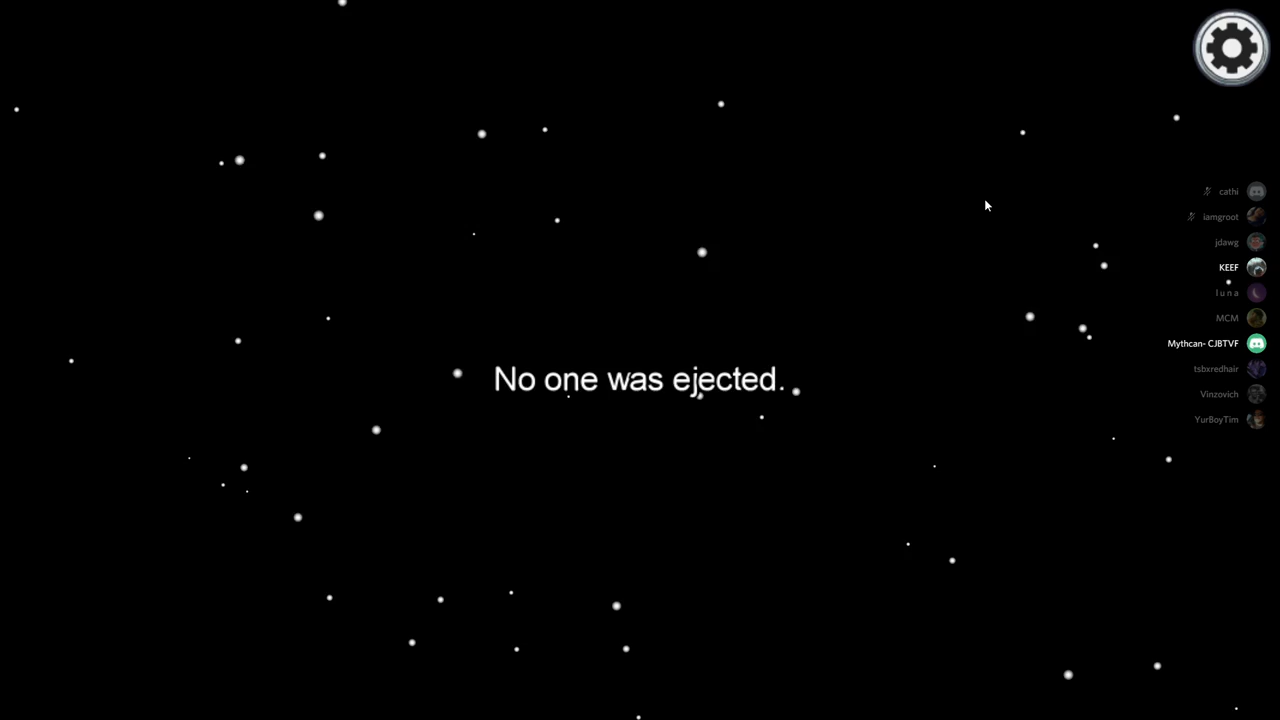 cathi
iamgroot
jdawg
KEEF
l u n a
MCM
No one was ejected.
Mythcan- CJBTVF
tsbxredhair
Vinzovich
YurBoyTim